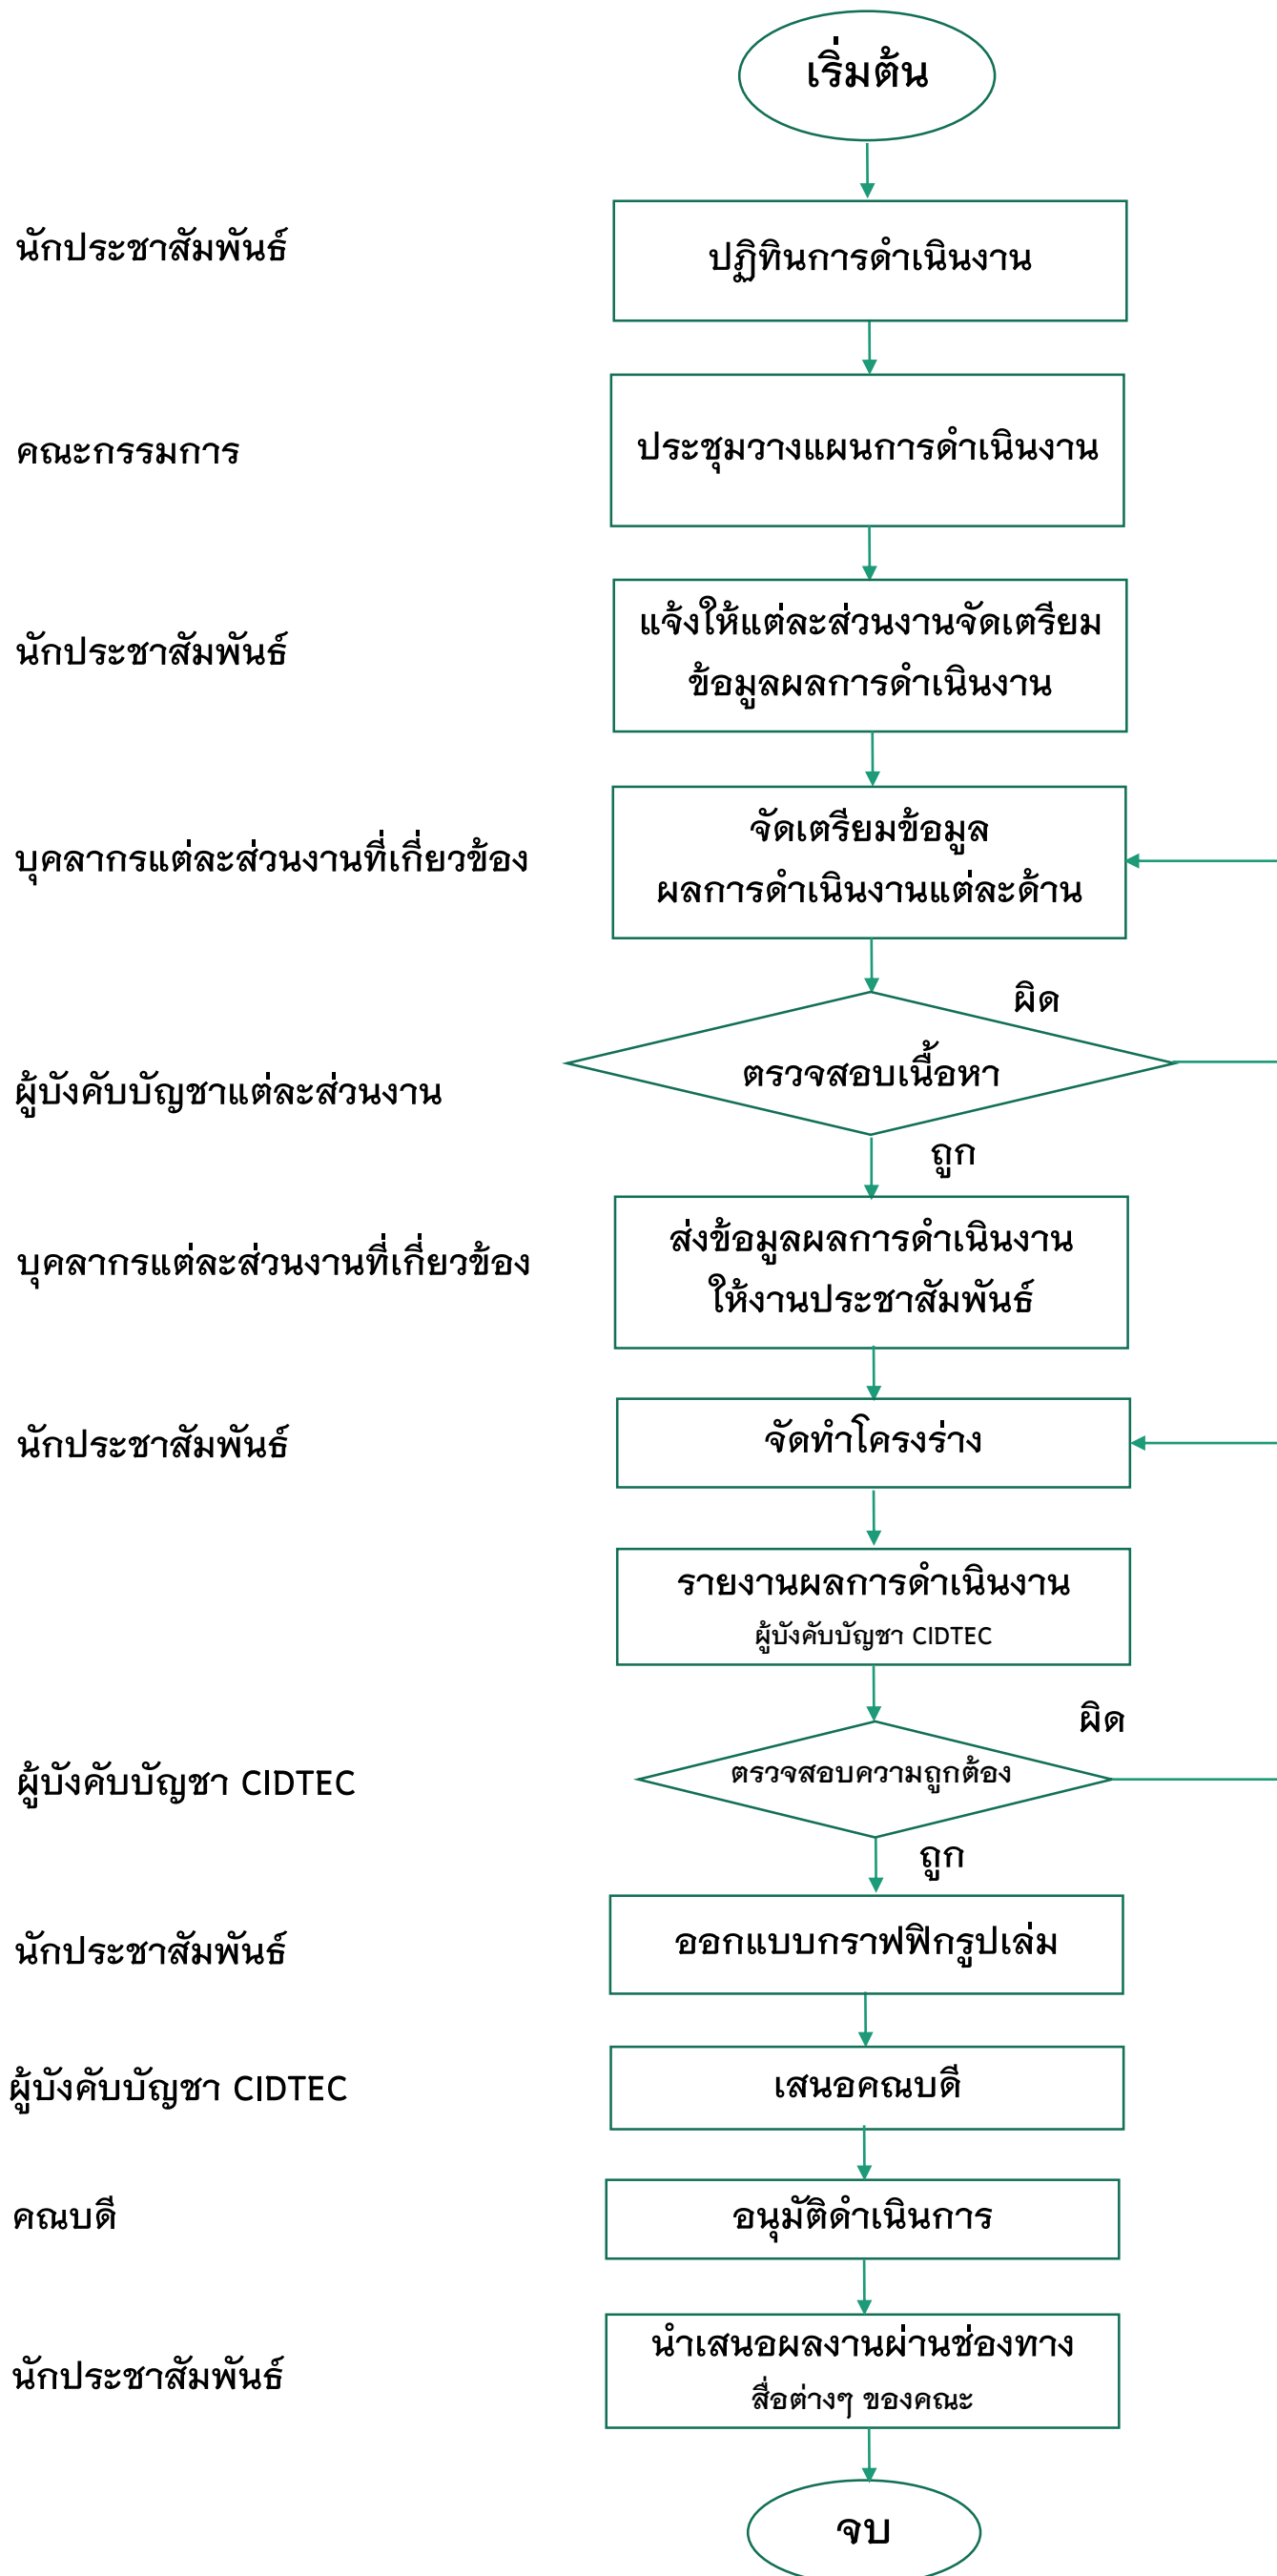 เริ่มต้น
นักประชาสัมพันธ์
ปฏิทินการดำเนินงาน
คณะกรรมการ
ประชุมวางแผนการดำเนินงาน
นักประชาสัมพันธ์
แจ้งให้แต่ละส่วนงานจัดเตรียม
ข้อมูลผลการดำเนินงาน
บุคลากรแต่ละส่วนงานที่เกี่ยวข้อง
จัดเตรียมข้อมูล
ผลการดำเนินงานแต่ละด้าน
ผิด
ผู้บังคับบัญชาแต่ละส่วนงาน
ตรวจสอบเนื้อหา
ถูก
บุคลากรแต่ละส่วนงานที่เกี่ยวข้อง
ส่งข้อมูลผลการดำเนินงาน
ให้งานประชาสัมพันธ์
นักประชาสัมพันธ์
จัดทำโครงร่าง
รายงานผลการดำเนินงาน
ผู้บังคับบัญชา CIDTEC
ผิด
ผู้บังคับบัญชา CIDTEC
ตรวจสอบความถูกต้อง
ถูก
นักประชาสัมพันธ์
ออกแบบกราฟฟิกรูปเล่ม
ผู้บังคับบัญชา CIDTEC
เสนอคณบดี
คณบดี
อนุมัติดำเนินการ
นักประชาสัมพันธ์
นำเสนอผลงานผ่านช่องทาง
สื่อต่างๆ ของคณะ
จบ